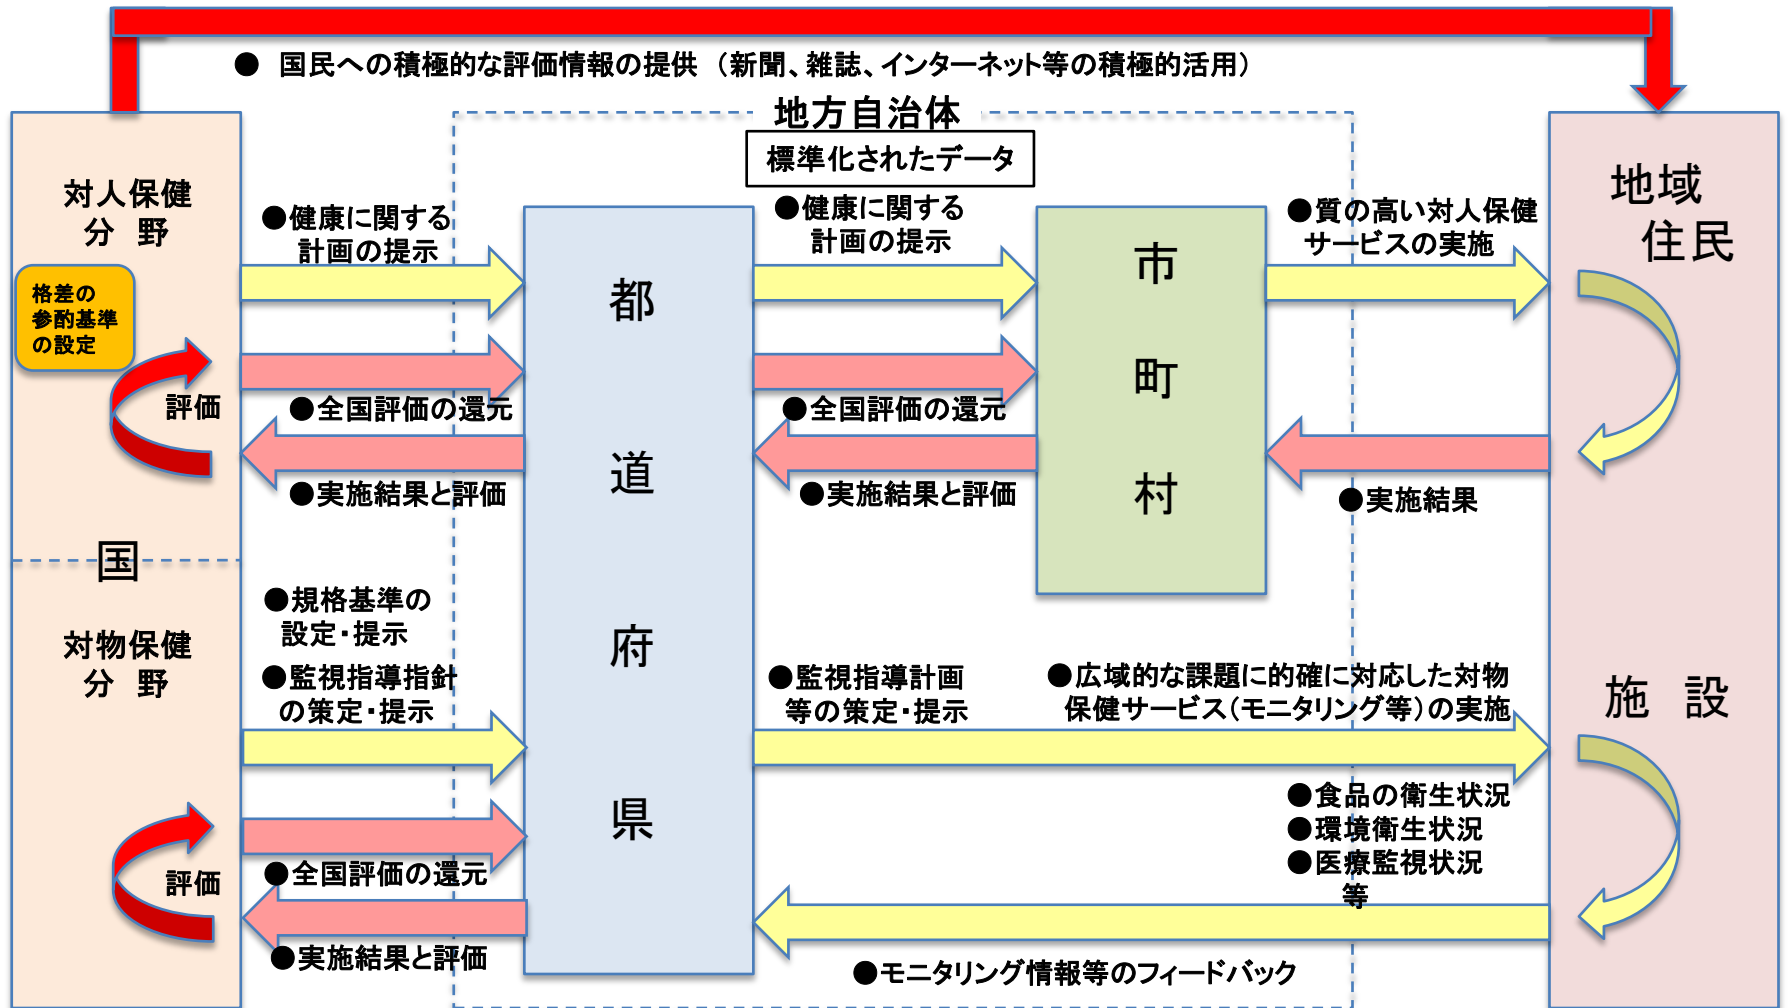 ● 国民への積極的な評価情報の提供 （新聞、雑誌、インターネット等の積極的活用）
地方自治体
標準化されたデータ
対人保健
分 野
格差の
参酌基準
の設定
評価
国
対物保健
分 野
評価
●健康に関する
計画の提示
●全国評価の還元
●実施結果と評価
●規格基準の
設定・提示
●監視指導指針
の策定・提示
●全国評価の還元
●実施結果と評価
都
道
府
県
●健康に関する
計画の提示
●全国評価の還元
●実施結果と評価
●監視指導計画
等の策定・提示
市
町
村
●質の高い対人保健
サービスの実施
●実施結果
●広域的な課題に的確に対応した対物
保健サービス（モニタリング等）の実施
●食品の衛生状況
●環境衛生状況
●医療監視状況
等
●モニタリング情報等のフィードバック
地域
住民
施 設